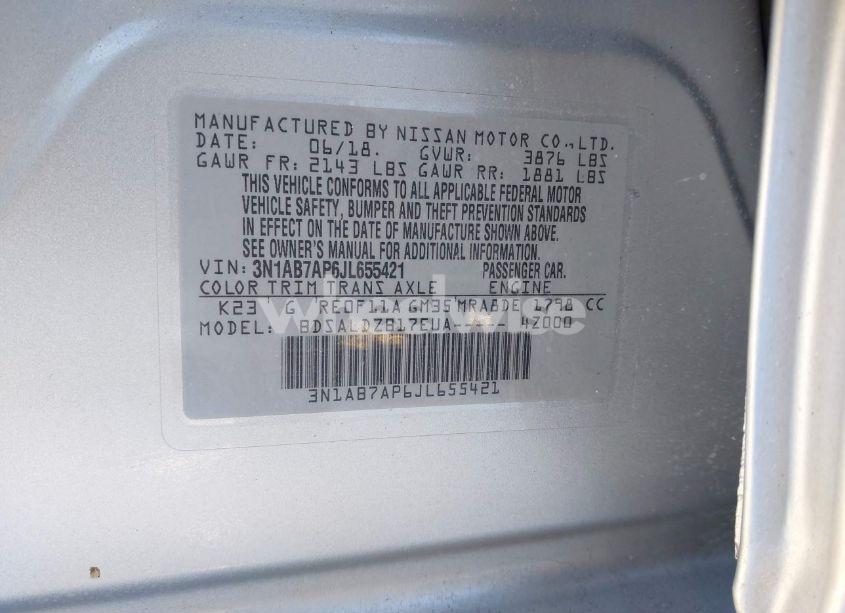 MANUFACTURED BY NISSAN MOTOR CO.,LTD.
DATE: 06/18. GVWR: 3876 LBS
GAWR FR: 2143 LBS GAWR RR: 1881 LBS
THIS VEHICLE CONFORMS TO ALL APPLICABLE FEDERAL MOTOR
VEHICLE SAFETY, BUMPER AND THEFT PREVENTION STANDARDS
IN EFFECT ON THE DATE OF MANUFACTURE SHOWN ABOVE.
SEE OWNER'S MANUAL FOR ADDITIONAL INFORMATION.
VIN: 3N1AB7AP6JL655421 PASSENGER CAR.
COLOR TRIM TRANS AXLE ENGINE
K23 G RE0F11A GM35 MRA8DE 1798 CC
MODEL: BDSALDZB17EUA----- 4Z000
3N1AB7AP6JL655421